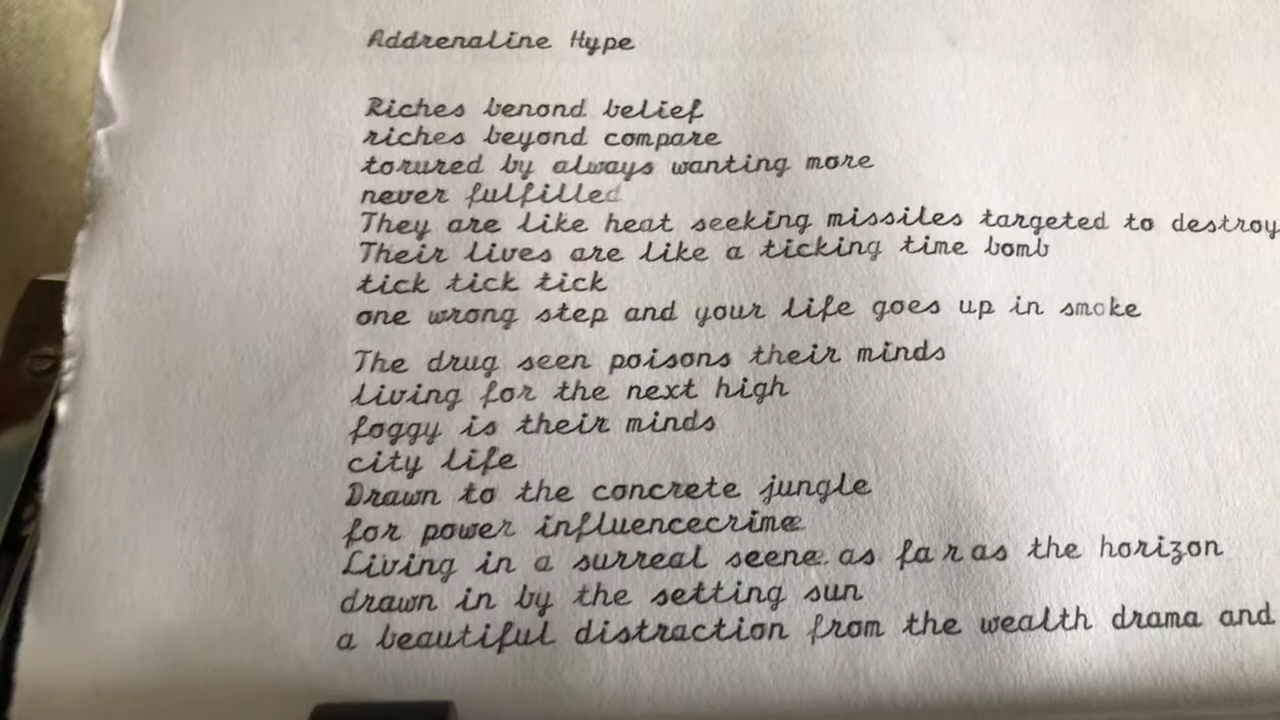 Addrenaline Hype
Riches benond belief
riches beyond compare
torured by always wanting more
never fulfilled
They are like heat seeking missiles targeted to destroy
Their lives are like a ticking time bomb
tick tick tick
one wrong step and your life goes up in smoke
The drug seen poisons their minds
living for the next high
foggy is their minds
city life
Drawn to the concrete jungle
for power influencecrime
Living in a surreal seene as far as the horizon
drawn in by the setting sun
a beautiful distraction from the wealth drama and